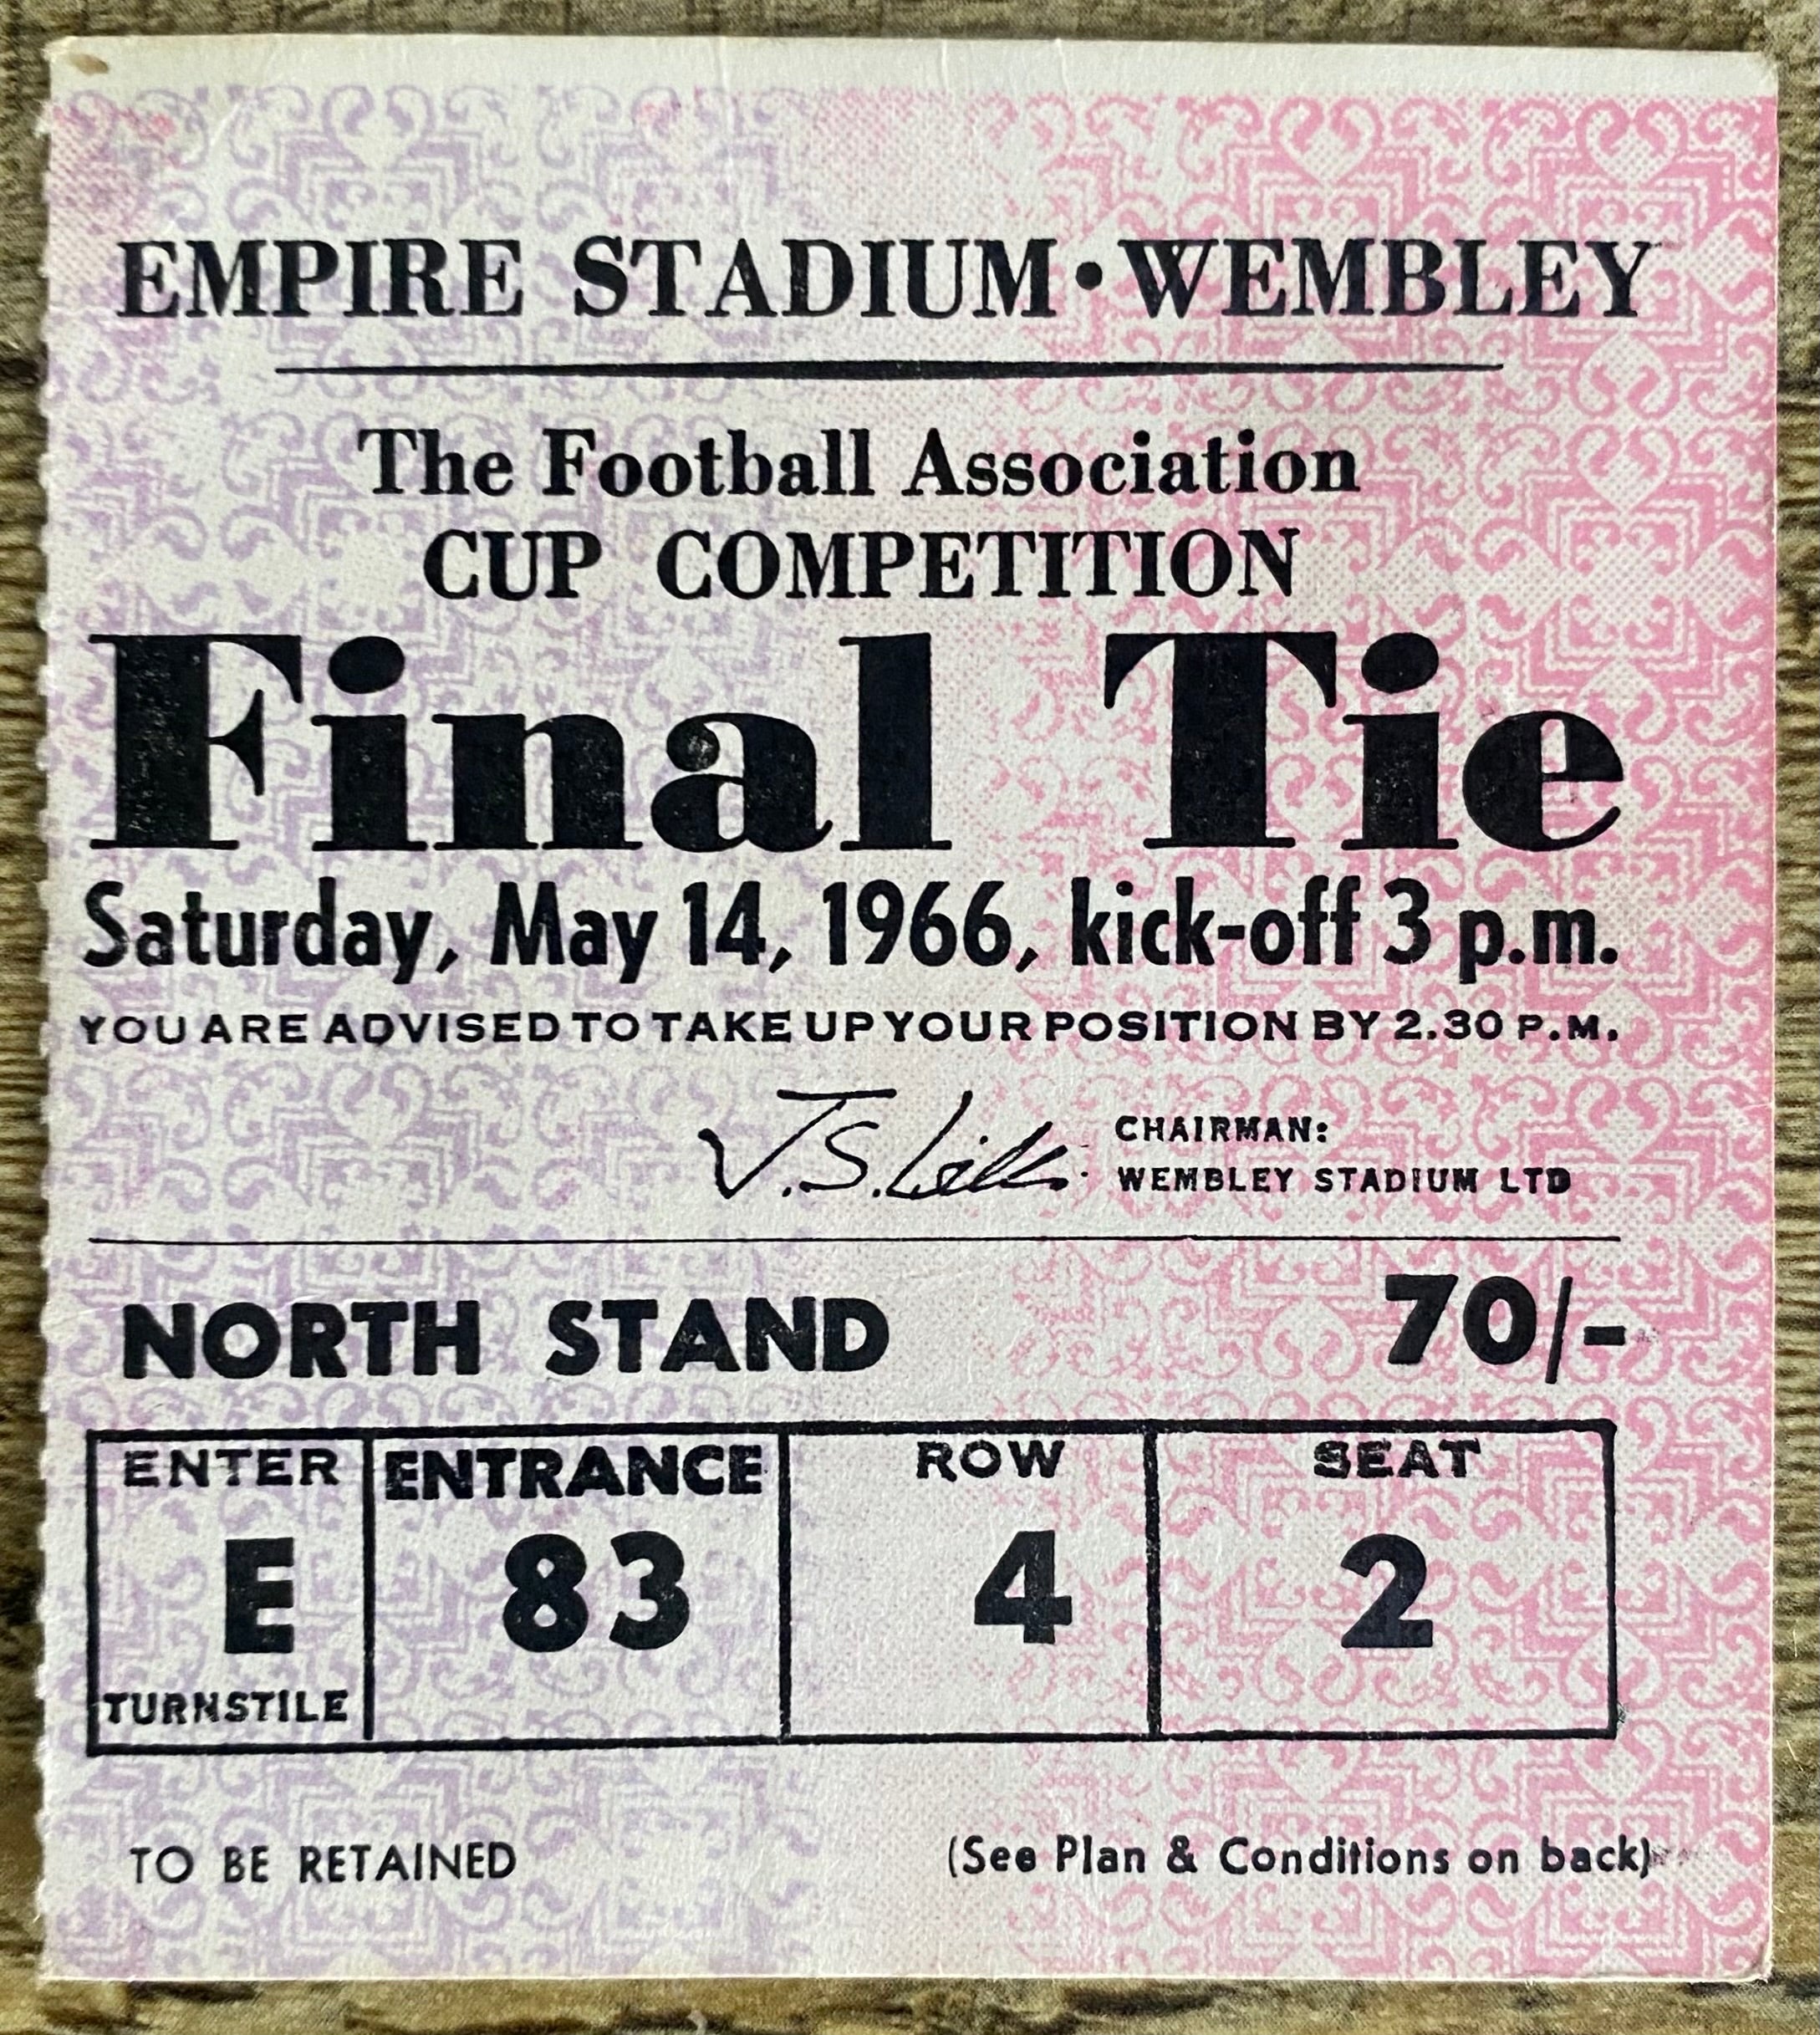 EMPIRE STADIUM • WEMBLEY
The Football Association
CUP COMPETITION
Final Tie
Saturday, May 14, 1966, kick-off 3 p.m.
YOU ARE ADVISED TO TAKE UP YOUR POSITION BY 2.30 P.M.
J.S. CHAIRMAN:
WEMBLEY STADIUM LTD
NORTH STAND 70/-
ENTER ENTRANCE ROW SEAT
E 83 4 2
TURNSTILE
TO BE RETAINED (See Plan & Conditions on back)